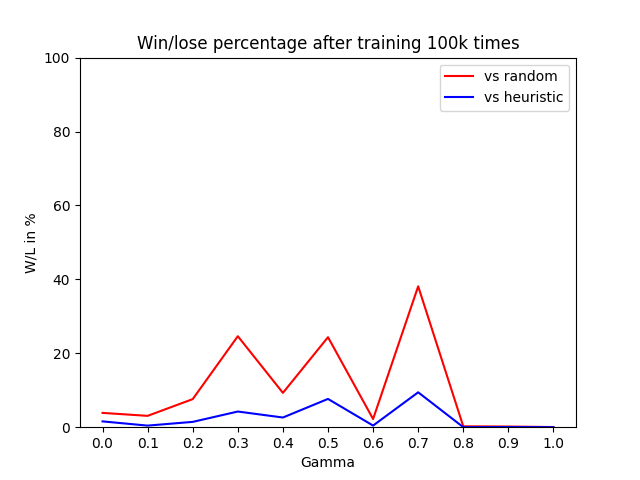 Win/lose percentage after training 100k times
vs random
vs heuristic
100
80
60
40
20
0
W/L in %
0.0 0.1 0.2 0.3 0.4 0.5 0.6 0.7 0.8 0.9 1.0
Gamma